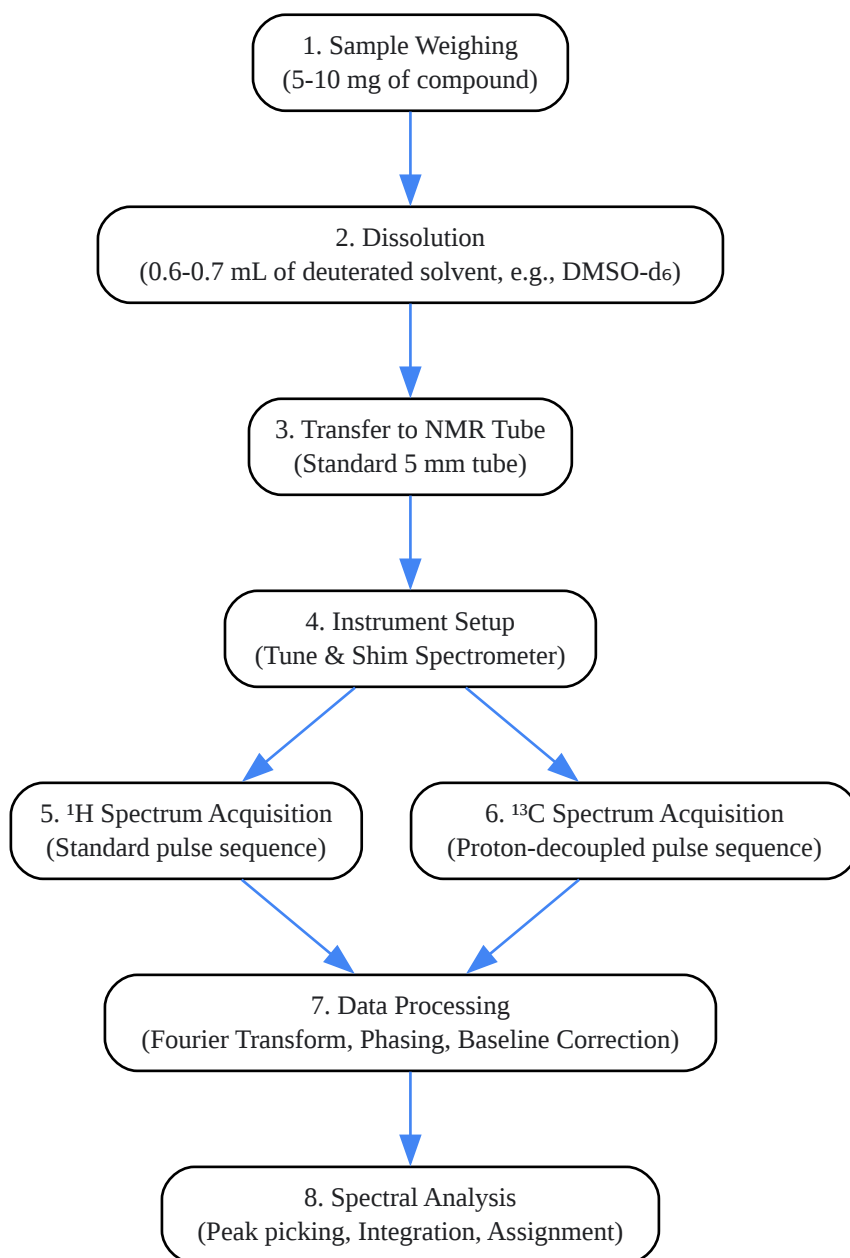 1. Sample Weighing
(5-10 mg of compound)
2. Dissolution
(0.6-0.7 mL of deuterated solvent, e.g., DMSO-d₆)
3. Transfer to NMR Tube
(Standard 5 mm tube)
4. Instrument Setup
(Tune & Shim Spectrometer)
5. ¹H Spectrum Acquisition
(Standard pulse sequence)
6. ¹³C Spectrum Acquisition
(Proton-decoupled pulse sequence)
7. Data Processing
(Fourier Transform, Phasing, Baseline Correction)
8. Spectral Analysis
(Peak picking, Integration, Assignment)